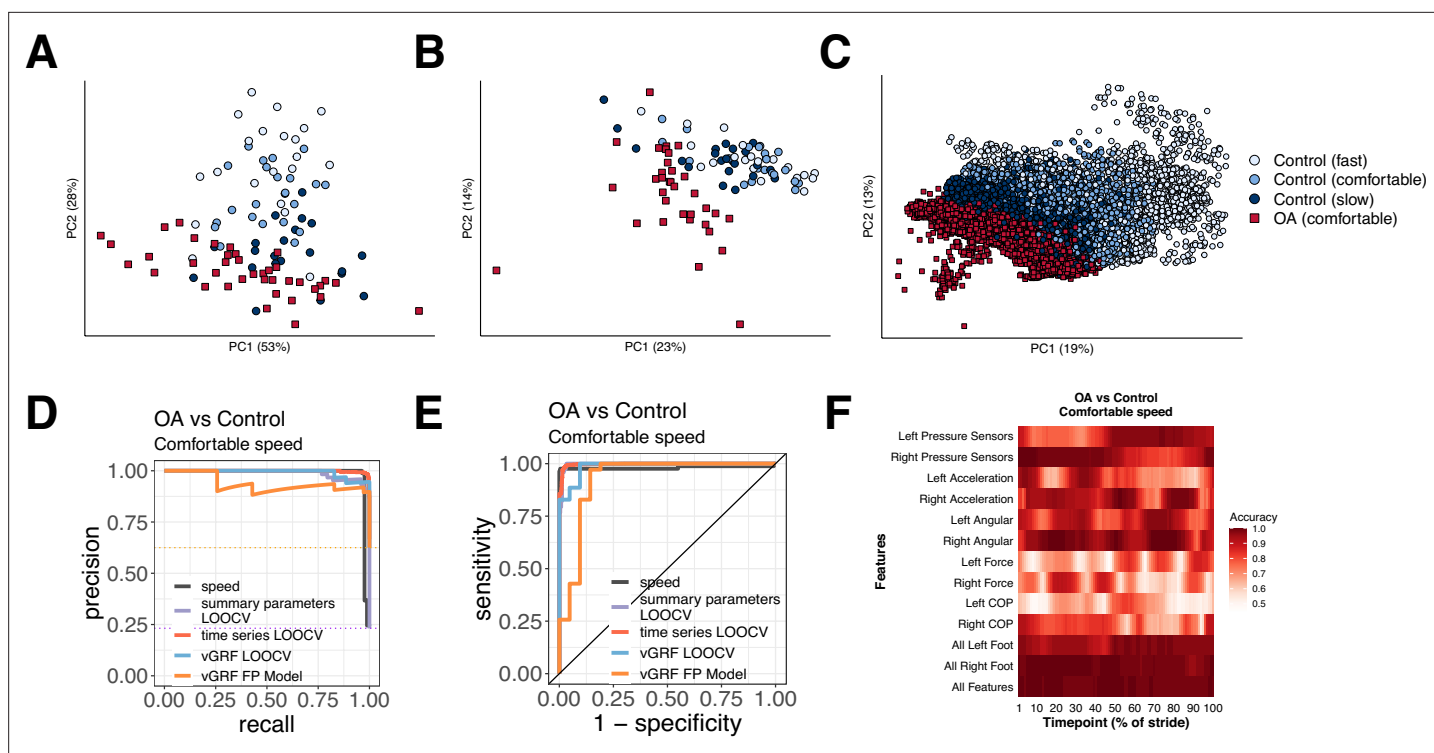 A
B
C
PC2 (28%)
PC1 (53%)
PC2 (14%)
PC1 (23%)
PC2 (13%)
PC1 (19%)
Control (fast)
Control (comfortable)
Control (slow)
OA (comfortable)
D
OA vs Control
Comfortable speed
precision
1.00
0.75
0.50
0.25
0.00
speed
summary parameters
LOOCV
time series LOOCV
vGRF LOOCV
vGRF FP Model
0.00 0.25 0.50 0.75 1.00
recall
E
OA vs Control
Comfortable speed
sensitivity
1.00
0.75
0.50
0.25
0.00
speed
summary parameters
LOOCV
time series LOOCV
vGRF LOOCV
vGRF FP Model
0.00 0.25 0.50 0.75 1.00
1 − specificity
F
OA vs Control
Comfortable speed
Features
Left Pressure Sensors
Right Pressure Sensors
Left Acceleration
Right Acceleration
Left Angular
Right Angular
Left Force
Right Force
Left COP
Right COP
All Left Foot
All Right Foot
All Features
1 10 20 30 40 50 60 70 80 90 100
Timepoint (% of stride)
Accuracy
1.0
0.9
0.8
0.7
0.6
0.5